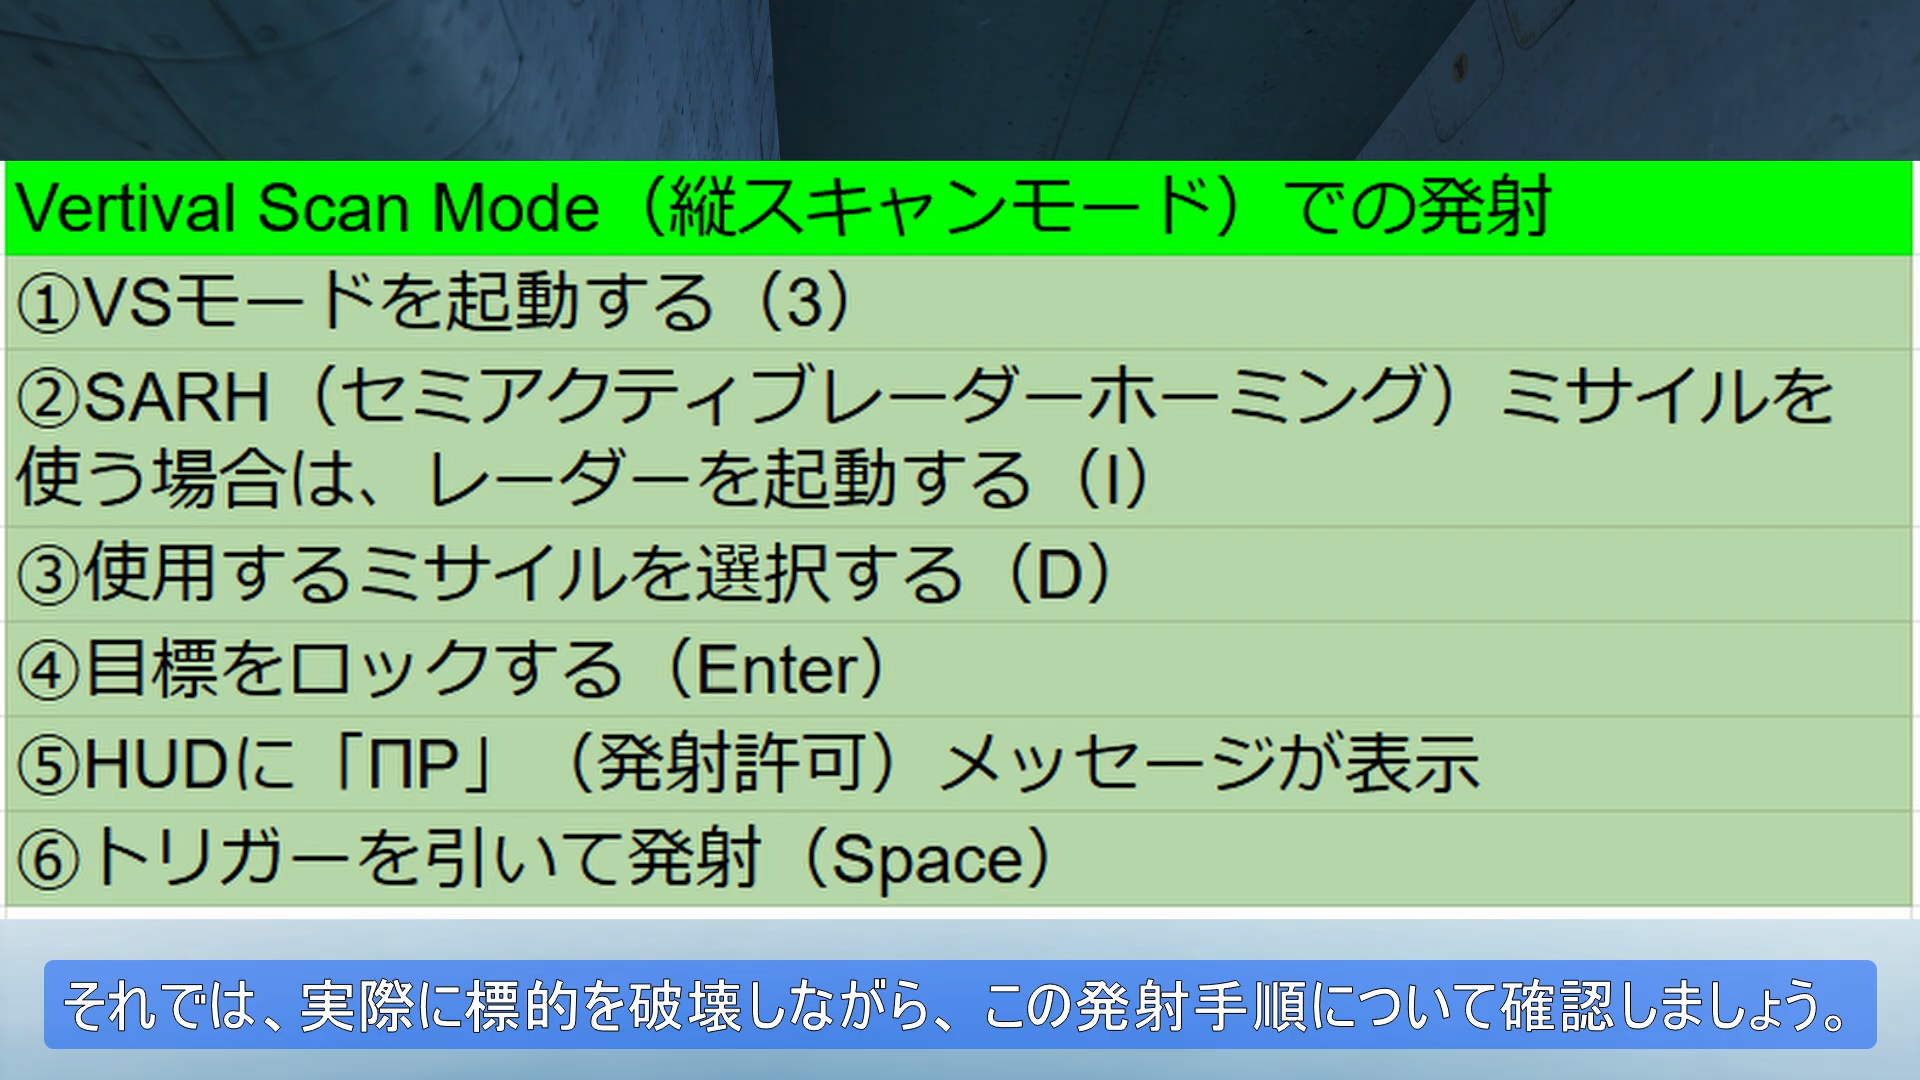 Vertival Scan Mode（縦スキャンモード）での発射
①VSモードを起動する（3）
②SARH（セミアクティブレーダーホーミング）ミサイルを
使う場合は、レーダーを起動する（I）
③使用するミサイルを選択する（D）
④目標をロックする（Enter）
⑤HUDに「ПР」（発射許可）メッセージが表示
⑥トリガーを引いて発射（Space）
それでは、実際に標的を破壊しながら、この発射手順について確認しましょう。